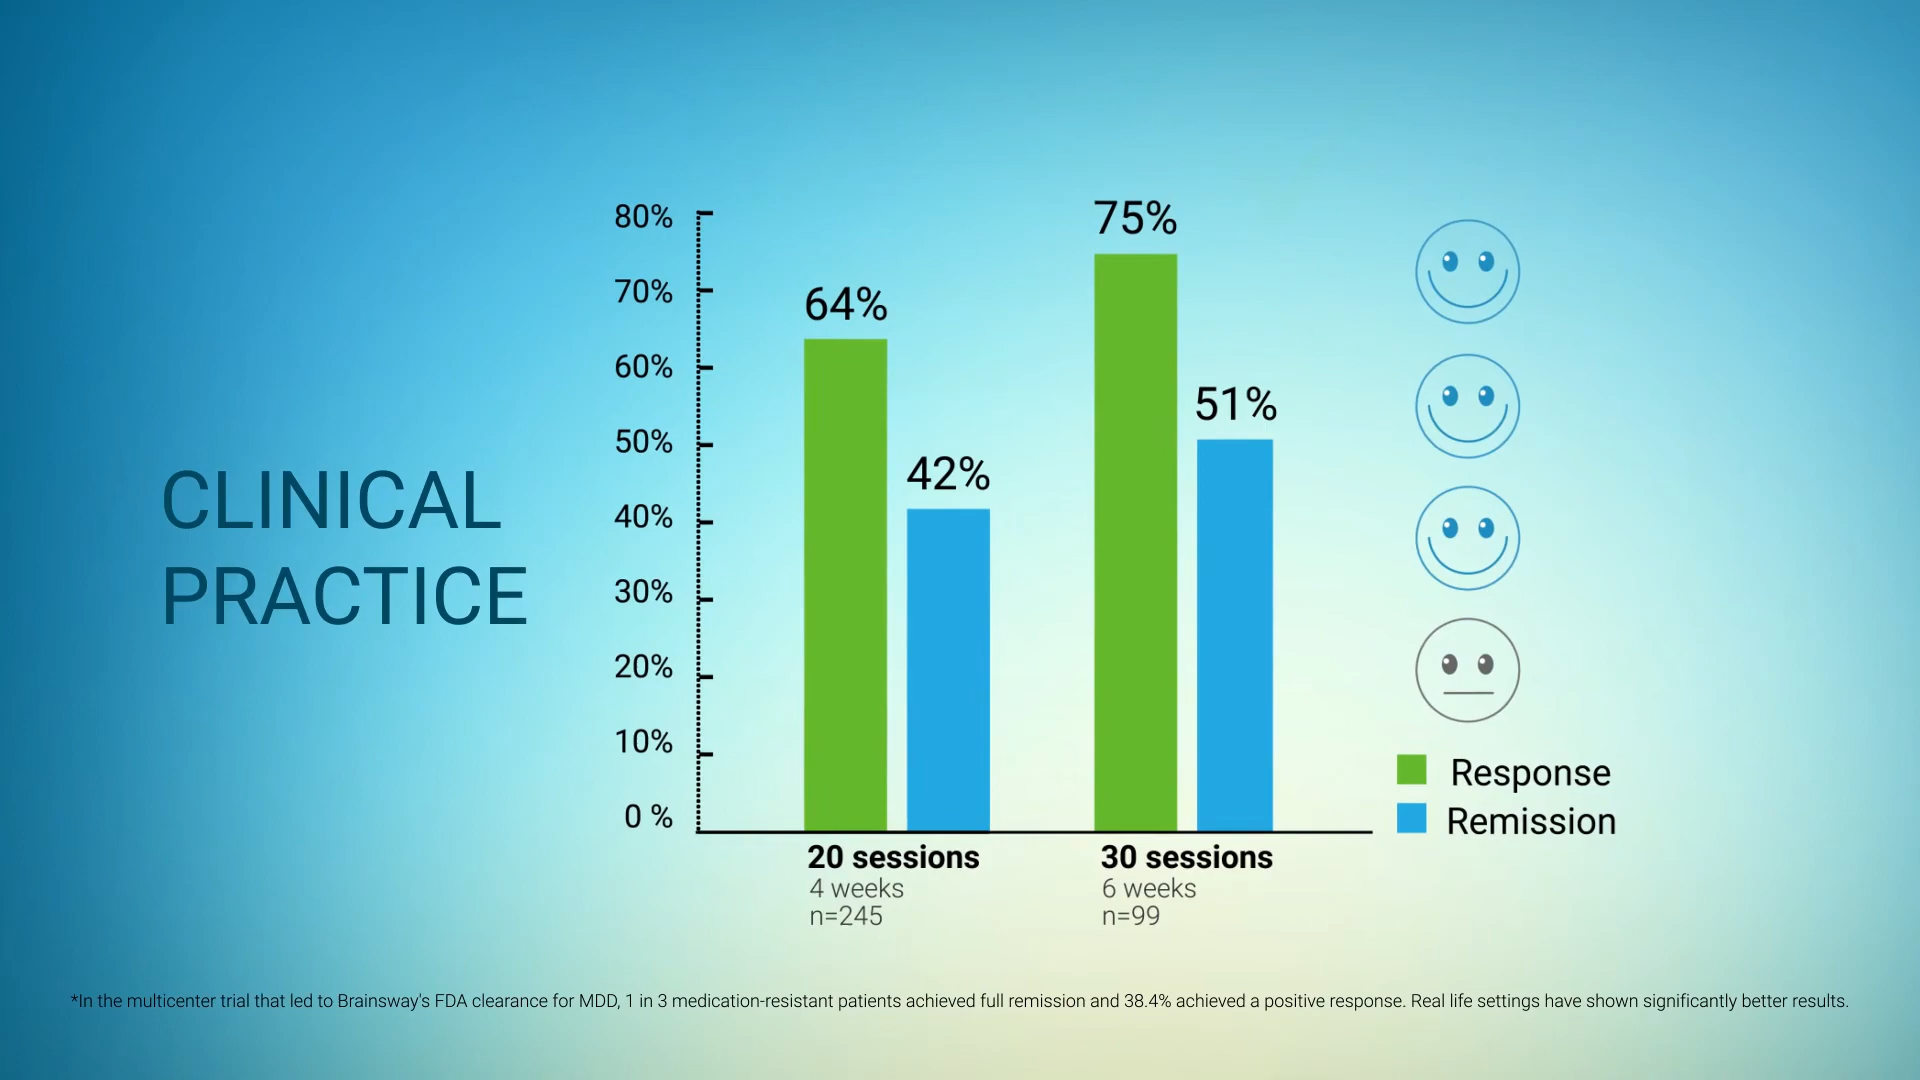 CLINICAL
PRACTICE
80%
70%
60%
50%
40%
30%
20%
10%
0 %
64%
42%
75%
51%
20 sessions
4 weeks
n=245
30 sessions
6 weeks
n=99
Response
Remission
*In the multicenter trial that led to Brainsway's FDA clearance for MDD, 1 in 3 medication-resistant patients achieved full remission and 38.4% achieved a positive response. Real life settings have shown significantly better results.